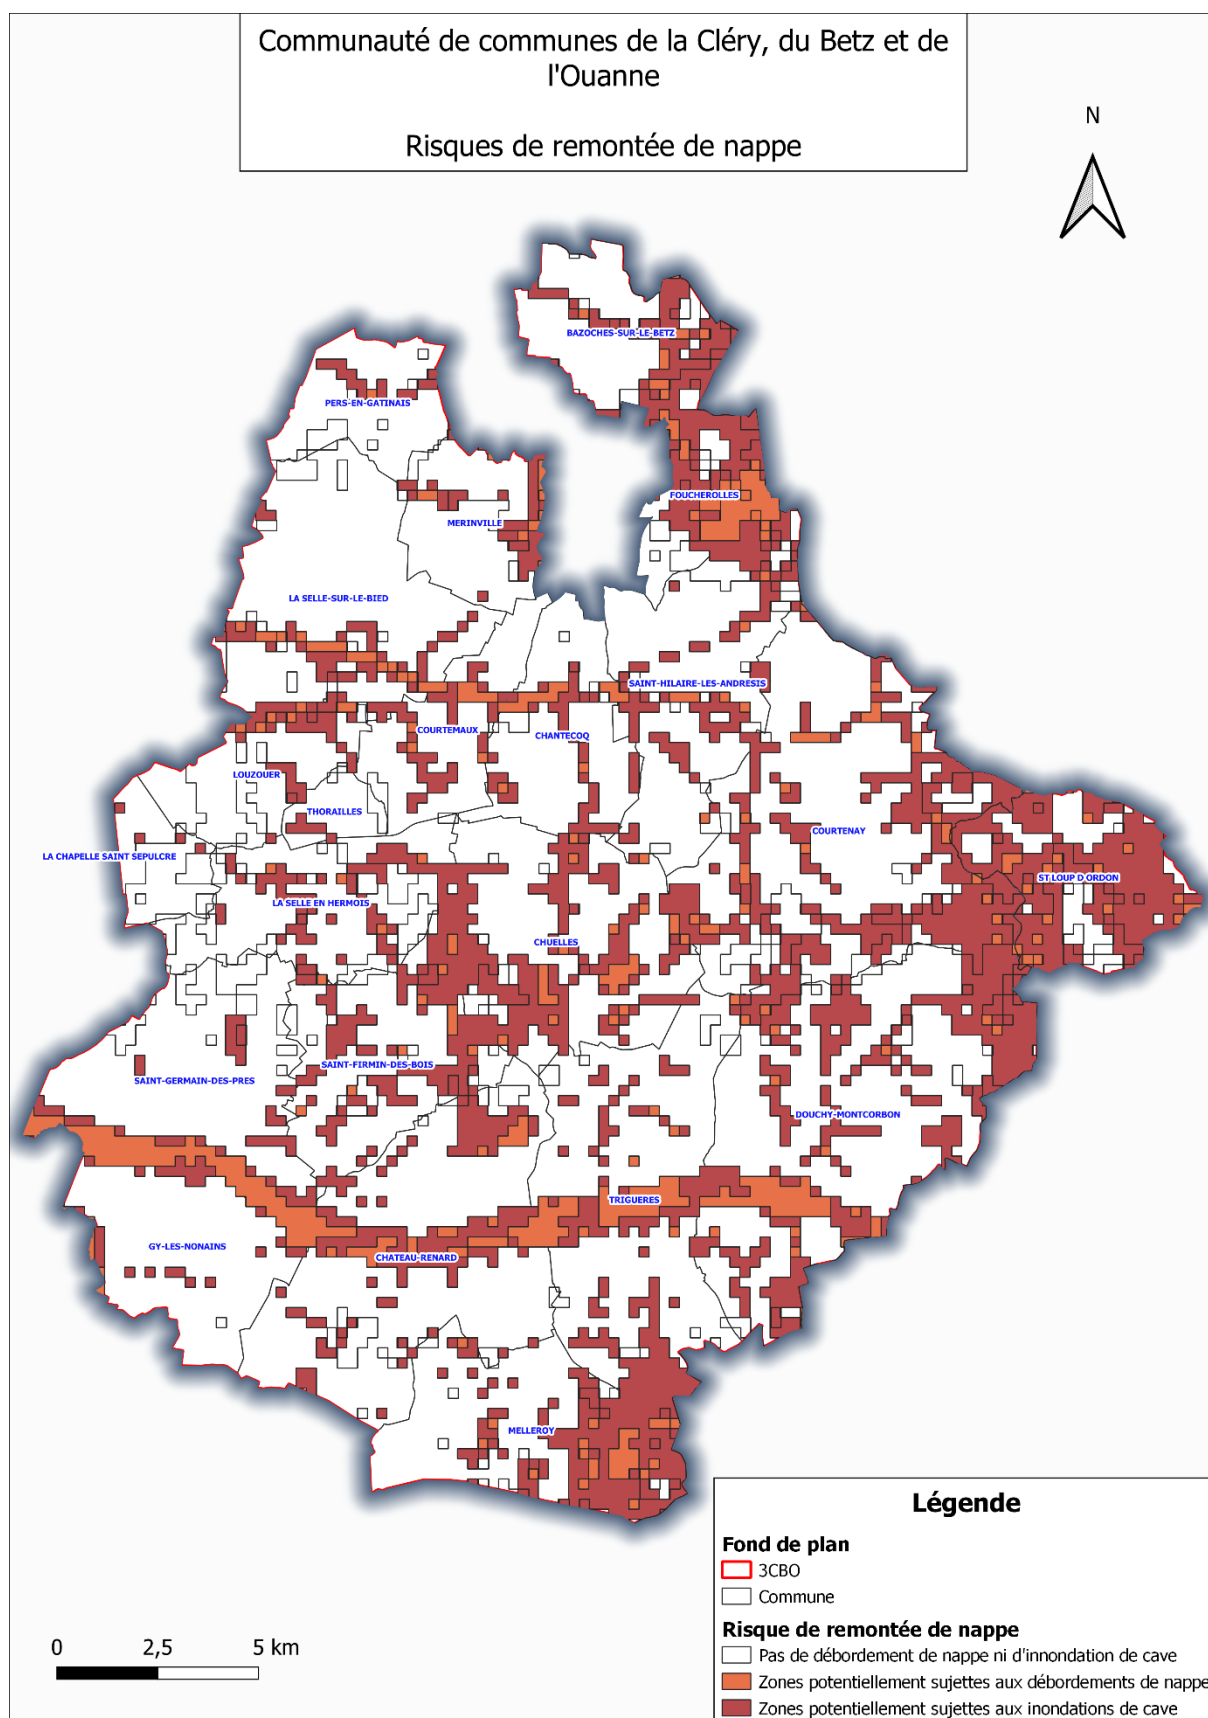 Communauté de communes de la Cléry, du Betz et de
l'Ouanne
Risques de remontée de nappe
N
BAZOCHES-SUR-LE-BETZ
PERS-EN-GATINAIS
FOUCHEROLLES
MERINVILLE
LA SELLE-SUR-LE-BIED
SAINT-HILAIRE-LES-ANDRESIS
COURTEMAUX
CHANTECOQ
LOUZOUER
THORAILLES
COURTENAY
LA CHAPELLE SAINT SEPULCRE
ST LOUP D ORDON
LA SELLE EN HERMOIS
CHUELLES
SAINT-FIRMIN-DES-BOIS
SAINT-GERMAIN-DES-PRES
DOUCHY-MONTCORBON
TRIGUERES
GY-LES-NONAINS
CHATEAU-RENARD
MELLEROY
Légende
Fond de plan
3CBO
Commune
Risque de remontée de nappe
Pas de débordement de nappe ni d'innondation de cave
Zones potentiellement sujettes aux débordements de nappe
Zones potentiellement sujettes aux inondations de cave
0 2,5 5 km